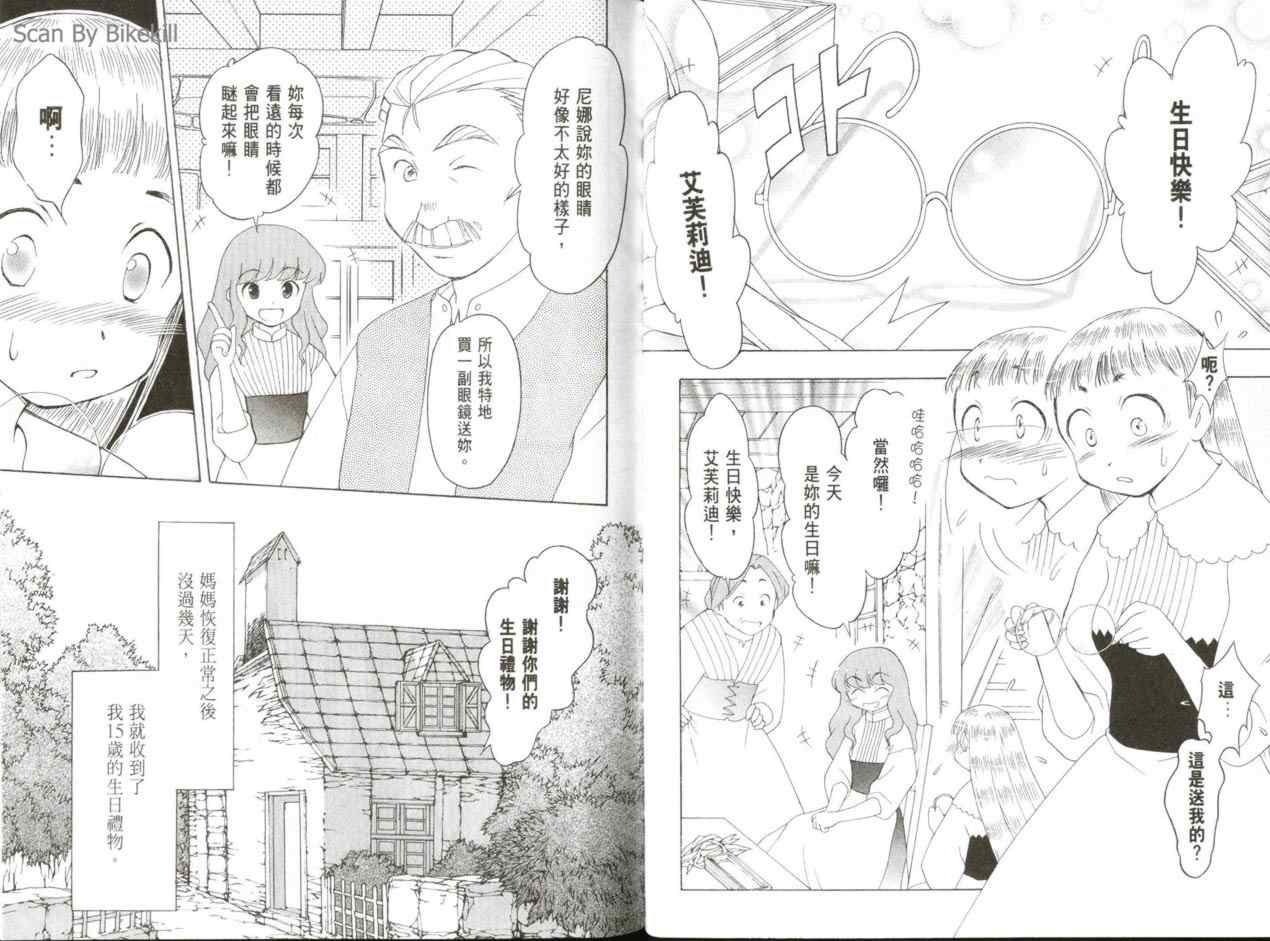 Scan By Bikekill
生日快樂！
艾芙莉迪！
呃？
這…
這是送我的？
哇哈哈哈哈！
當然囉！
今天
是妳的生日嘛！
生日快樂，
艾芙莉迪！
尼娜說妳的眼睛
好像不太好的樣子，
所以我特地
買一副眼鏡送妳。
妳每次
看遠的時候都
會把眼睛
瞇起來嘛！
啊…
謝謝！
謝謝你們的
生日禮物！
媽媽恢復正常之後
沒過幾天，
我就收到了
我15歲的生日禮物。